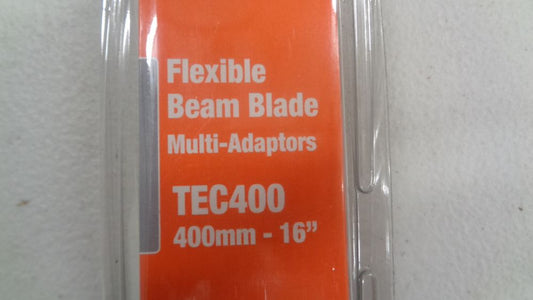 Flexible
Beam Blade
Multi-Adaptors
TEC400
400mm - 16”